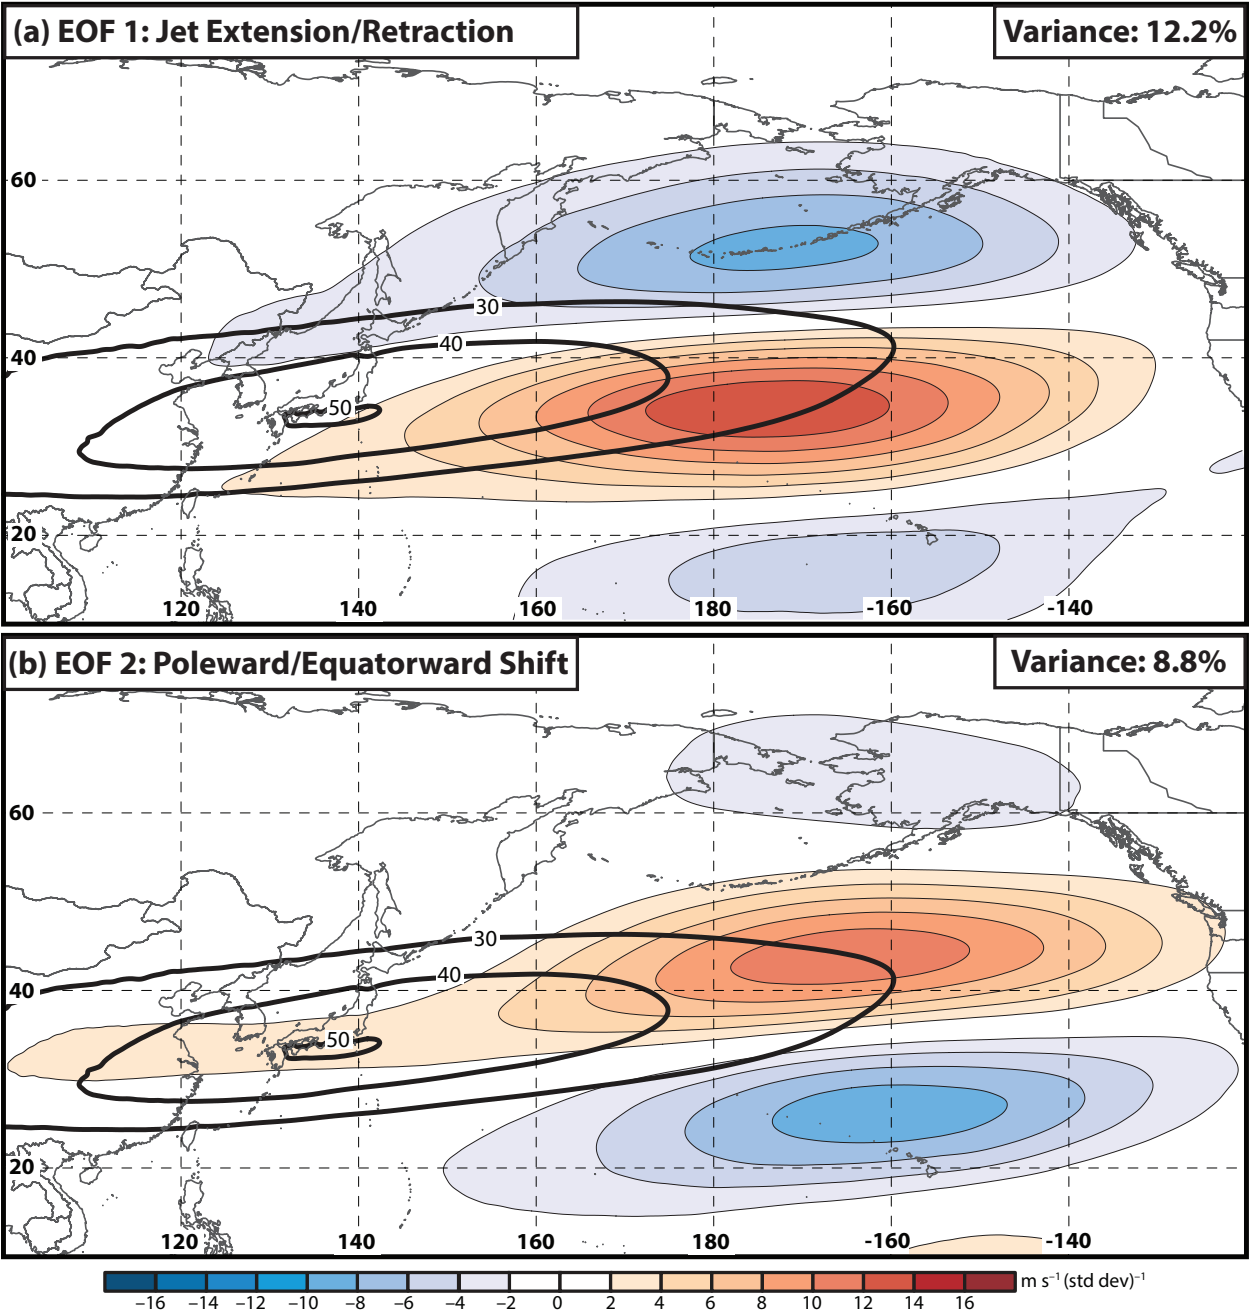 (a) EOF 1: Jet Extension/Retraction
Variance: 12.2%
60
30
40
40
50
20
120 140 160 180 -160 -140
(b) EOF 2: Poleward/Equatorward Shift
Variance: 8.8%
60
30
40
40
50
20
120 140 160 180 -160 -140
m s⁻¹ (std dev)⁻¹
−16 −14 −12 −10 −8 −6 −4 −2 0 2 4 6 8 10 12 14 16